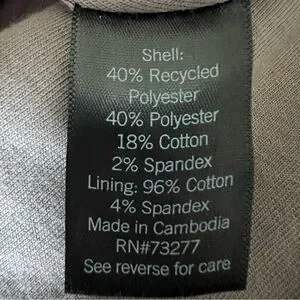 Shell:
40% Recycled
Polyester
40% Polyester
18% Cotton
2% Spandex
Lining: 96% Cotton
4% Spandex
Made in Cambodia
RN#73277
See reverse for care